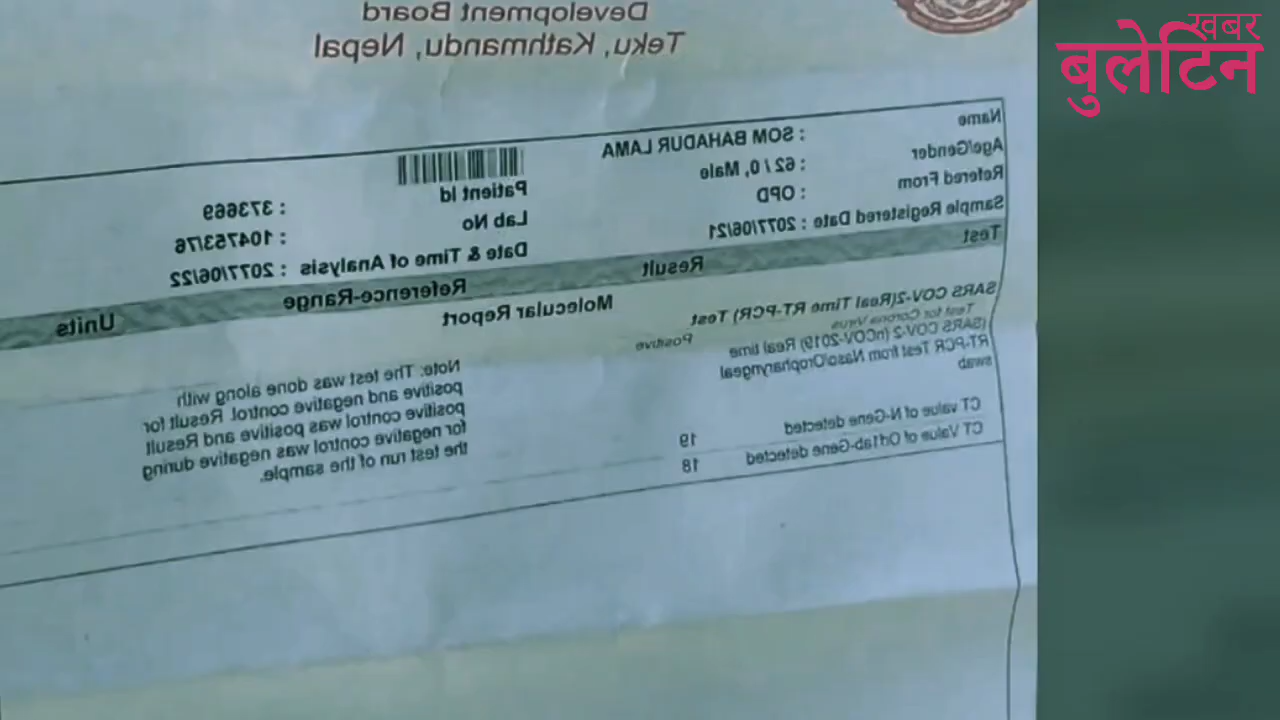 खबर
बुलेटिन
Development Board
Teku, Kathmandu, Nepal
Name : SOM BAHADUR LAMA
Age/Gender : 62 / 0, Male Patient Id : 373669
Refered From : OPD Lab No : 104753/76
Sample Registered Date : 2077/06/21 Date & Time of Analysis : 2077/06/22
Test Result Reference-Range Units
SARS COV-2(Real Time RT-PCR) Test Molecular Report
Test for Corona Virus Positive
(SARS COV-2 (nCOV-2019) Real time
RT-PCR Test from Naso/Oropharyngeal
swab
Note: The test was done along with
positive and negative control. Result for
positive control was positive and Result
for negative control was negative during
the test run of the sample.
CT value of N-Gene detected 19
CT Value of Orf1ab-Gene detected 18